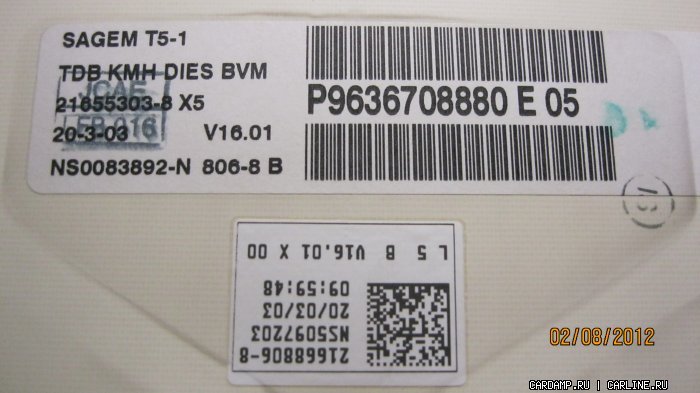 SAGEM T5-1
TDB KMH DIES BVM
21655303-8 X5
20-3-03 V16.01
NS0083892-N 806-8 B
P9636708880 E 05
JCAE
FP 016
21668806-8
NS5097203
20/03/03
09:59:48
L 5 B V16.01 X 00
02/08/2012
CARDAMP.RU | CARLINE.RU